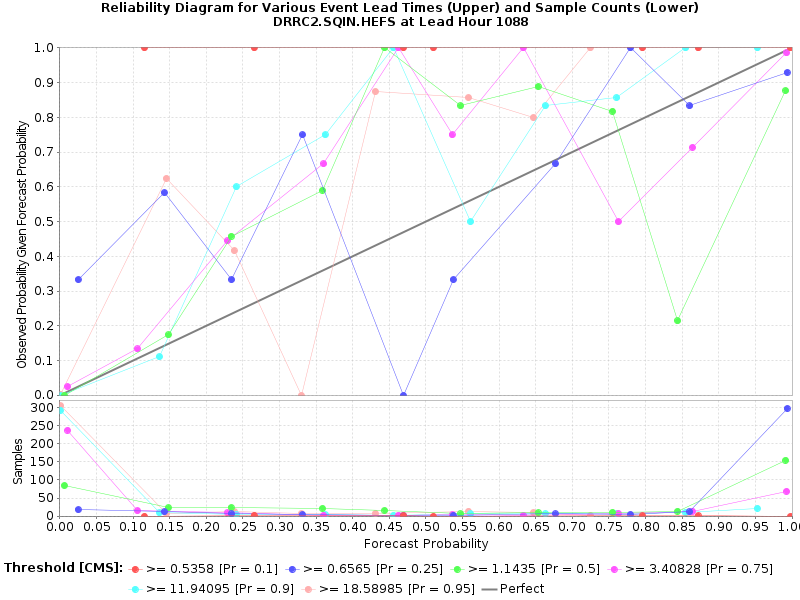 Reliability Diagram for Various Event Lead Times (Upper) and Sample Counts (Lower)
DRRC2.SQIN.HEFS at Lead Hour 1088
Observed Probability Given Forecast Probability
1.0
0.9
0.8
0.7
0.6
0.5
0.4
0.3
0.2
0.1
0.0
Samples
300
250
200
150
100
50
0
0.00 0.05 0.10 0.15 0.20 0.25 0.30 0.35 0.40 0.45 0.50 0.55 0.60 0.65 0.70 0.75 0.80 0.85 0.90 0.95 1.00
Forecast Probability
Threshold [CMS]: >= 0.5358 [Pr = 0.1] >= 0.6565 [Pr = 0.25] >= 1.1435 [Pr = 0.5] >= 3.40828 [Pr = 0.75]
>= 11.94095 [Pr = 0.9] >= 18.58985 [Pr = 0.95] Perfect